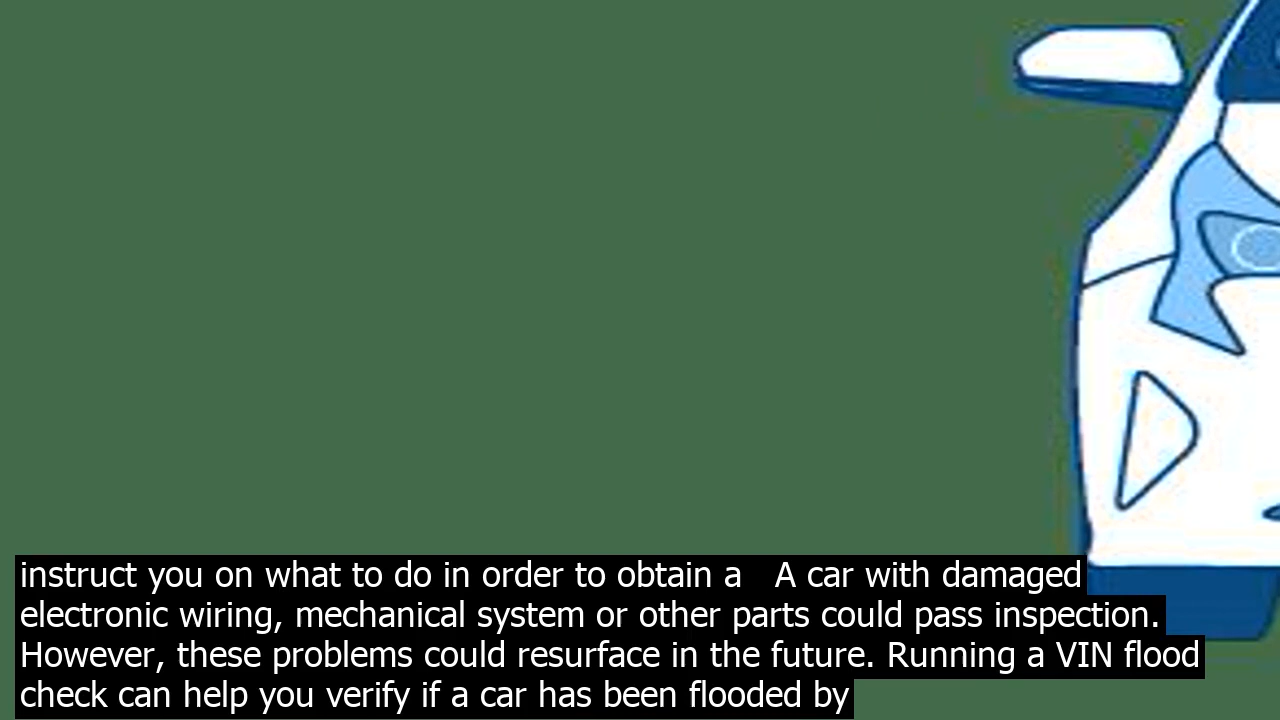 instruct you on what to do in order to obtain a   A car with damaged
electronic wiring, mechanical system or other parts could pass inspection.
However, these problems could resurface in the future. Running a VIN flood
check can help you verify if a car has been flooded by